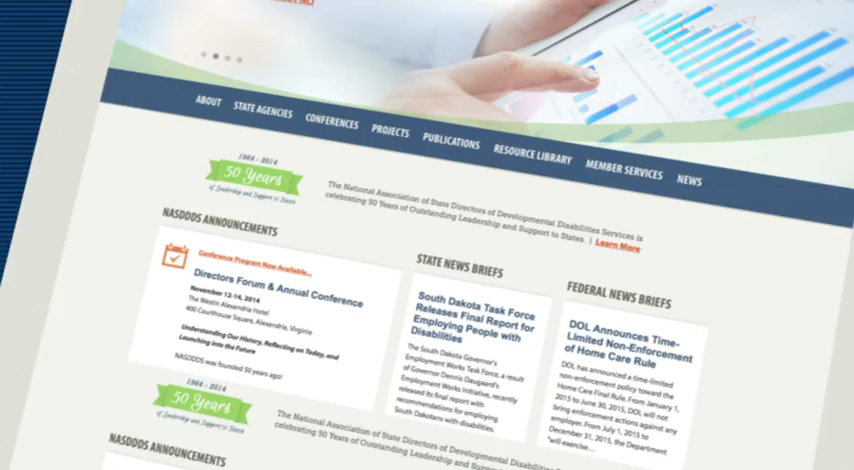 ABOUT
STATE AGENCIES
CONFERENCES
PROJECTS
PUBLICATIONS
RESOURCE LIBRARY
MEMBER SERVICES
NEWS
1964 - 2014
50 Years
of Leadership and Support to States
The National Association of State Directors of Developmental Disabilities Services is
celebrating 50 Years of Outstanding Leadership and Support to States. | Learn More
NASDDDS ANNOUNCEMENTS
Conference Program Now Available...
Directors Forum & Annual Conference
November 12-14, 2014
The Westin Alexandria Hotel
400 Courthouse Square, Alexandria, Virginia
Understanding Our History, Reflecting on Today, and
Launching into the Future
NASDDDS was founded 50 years ago!
STATE NEWS BRIEFS
South Dakota Task Force
Releases Final Report for
Employing People with
Disabilities
The South Dakota Governor's
Employment Works Task Force, a result
of Governor Dennis Daugaard's
Employment Works Initiative, recently
released its final report with
recommendations for employing
South Dakotans with disabilities,
FEDERAL NEWS BRIEFS
DOL Announces Time-
Limited Non-Enforcement
of Home Care Rule
DOL has announced a time-limited
non-enforcement policy toward the
Home Care Final Rule. From January 1,
2015 to June 30, 2015, DOL will not
bring enforcement actions against any
employer. From July 1, 2015 to
December 31, 2015, the Department
"will exercise....
1964 - 2014
50 Years
of Leadership and Support to States
The National Association of State Directors of Developmental Disabilities
celebrating 50 Years of Outstanding Leadership and
NASDDDS ANNOUNCEMENTS